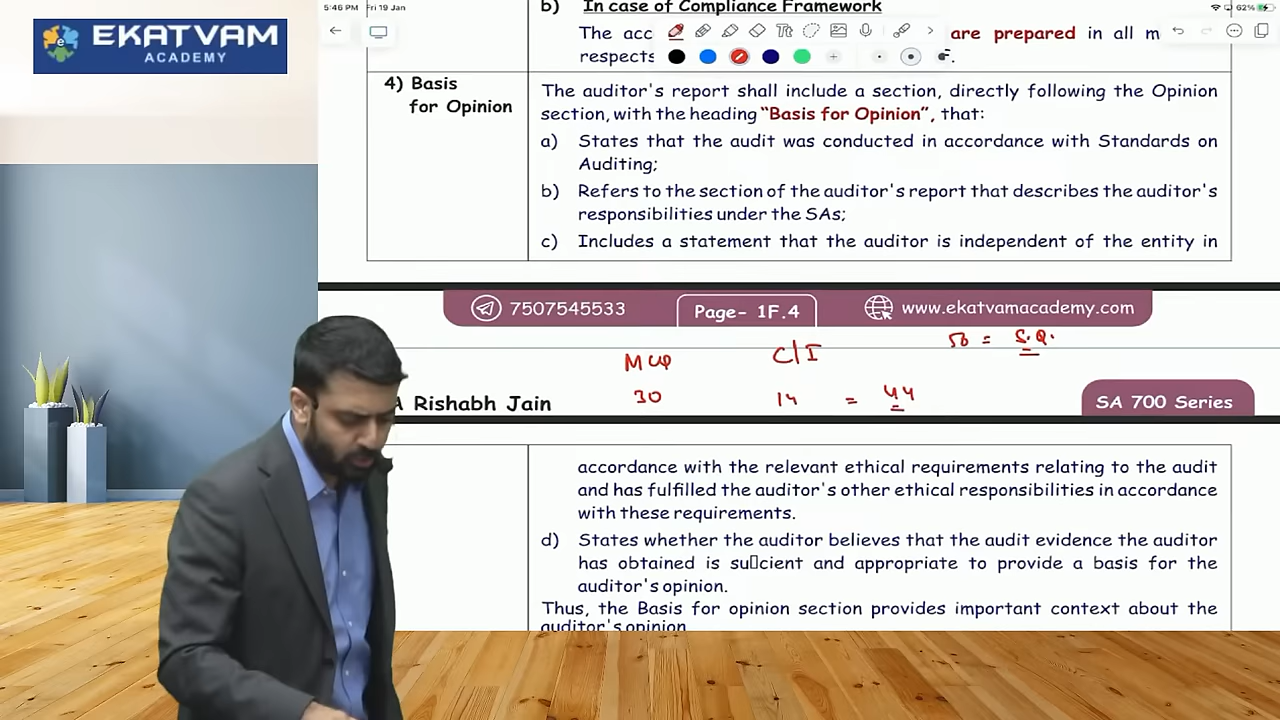 5:46 PM Fri 19 Jan
62%
EKATVAM
ACADEMY
b) In case of Compliance Framework
The acc are prepared in all m
respects
4) Basis
for Opinion
The auditor's report shall include a section, directly following the Opinion
section, with the heading "Basis for Opinion", that:
a) States that the audit was conducted in accordance with Standards on
Auditing;
b) Refers to the section of the auditor's report that describes the auditor's
responsibilities under the SAs;
c) Includes a statement that the auditor is independent of the entity in
7507545533
Page- 1F.4
www.ekatvamacademy.com
MCQ C/I
30 14 = 44
50 = S.Q.
A Rishabh Jain
SA 700 Series
accordance with the relevant ethical requirements relating to the audit
and has fulfilled the auditor's other ethical responsibilities in accordance
with these requirements.
d) States whether the auditor believes that the audit evidence the auditor
has obtained is su▯cient and appropriate to provide a basis for the
auditor's opinion.
Thus, the Basis for opinion section provides important context about the
auditor's opinion